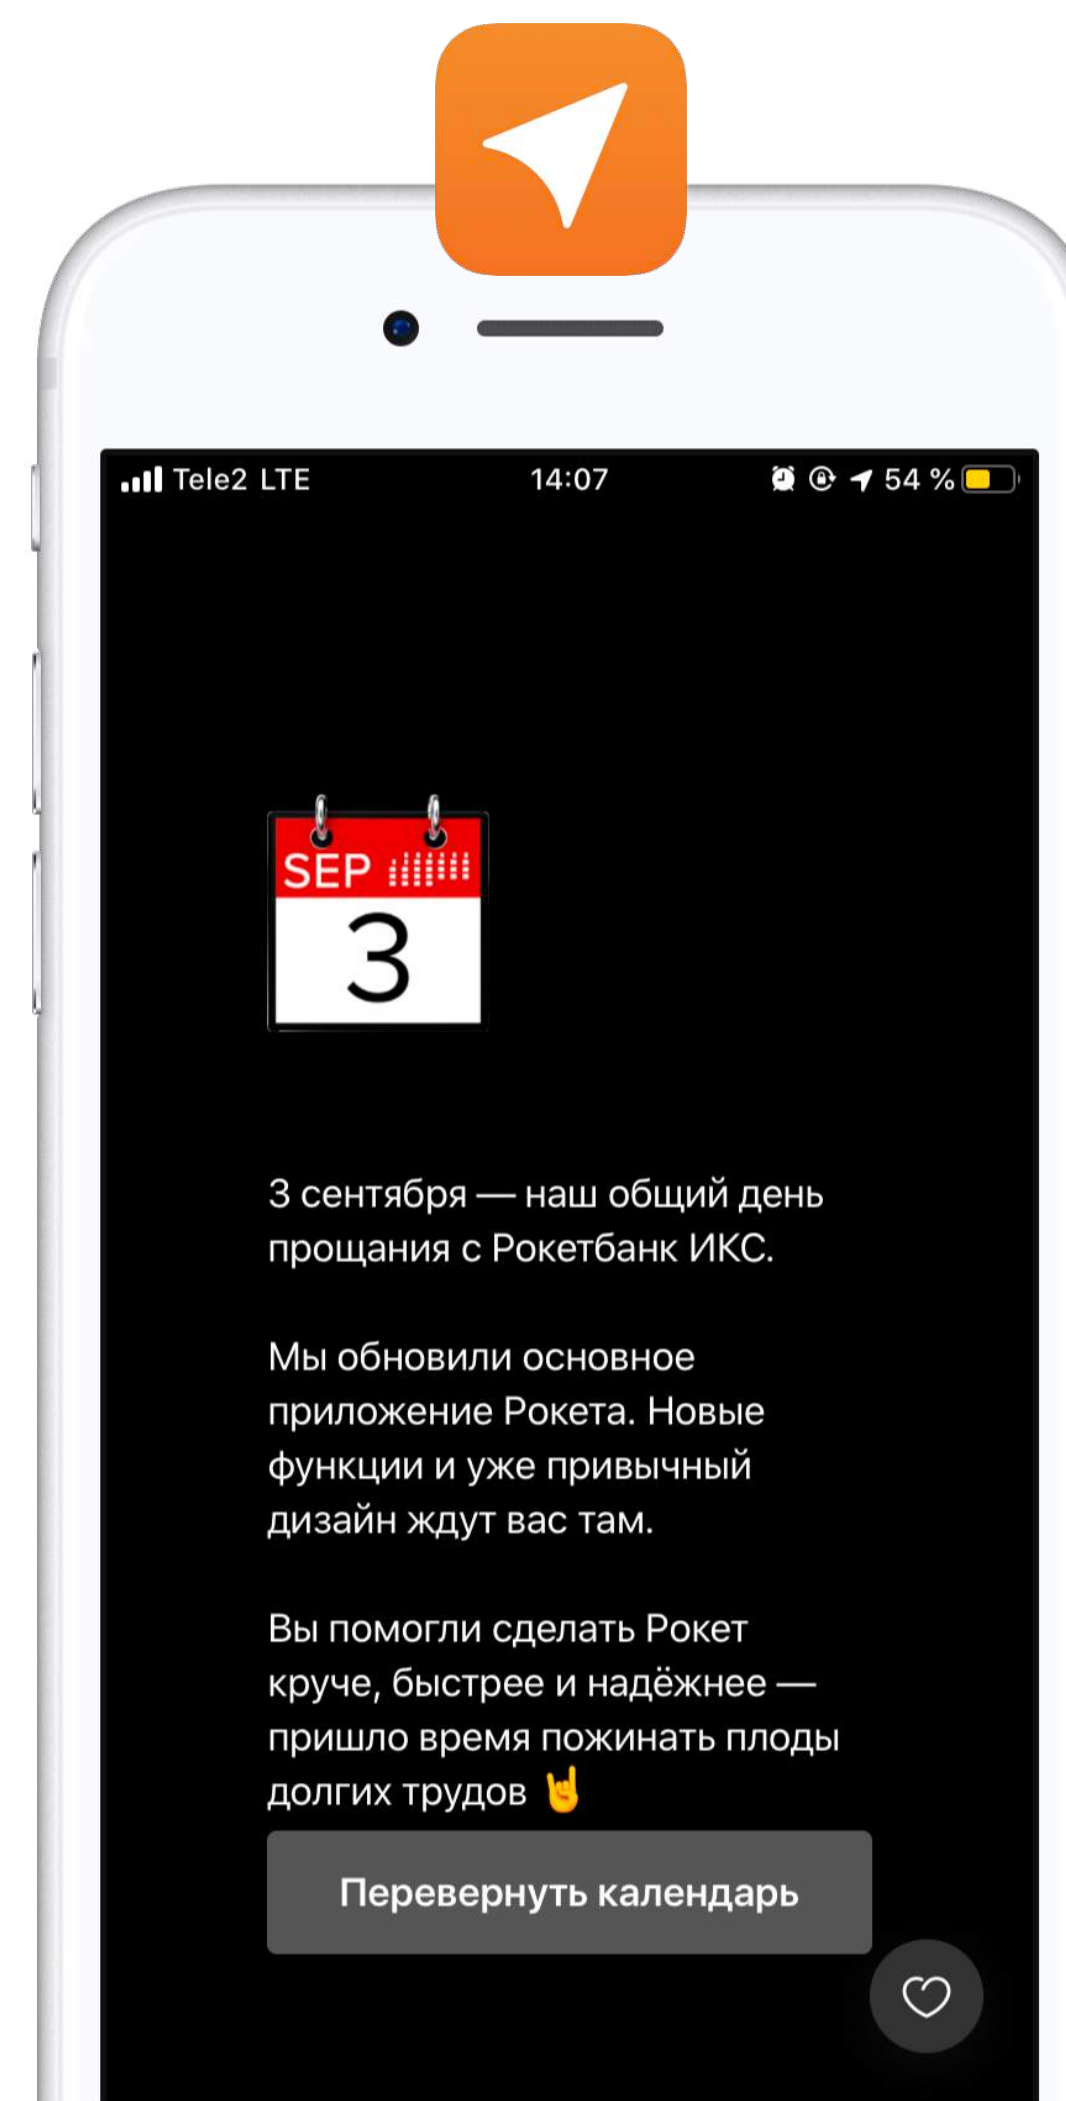 Tele2 LTE 14:07 54 %
SEP
3
3 сентября — наш общий день
прощания с Рокетбанк ИКС.
Мы обновили основное
приложение Рокета. Новые
функции и уже привычный
дизайн ждут вас там.
Вы помогли сделать Рокет
круче, быстрее и надёжнее —
пришло время пожинать плоды
долгих трудов 🤘
Перевернуть календарь